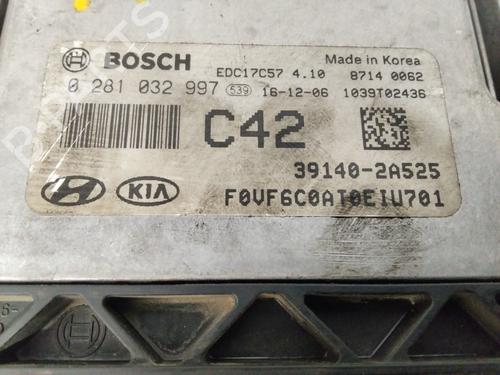 BOSCH EDC17C57 4.10 Made in Korea
8714 0062
0 281 032 997 539 16-12-06 1039T02436
C42
39140-2A525
KIA F0VF6C0AT0EIW701